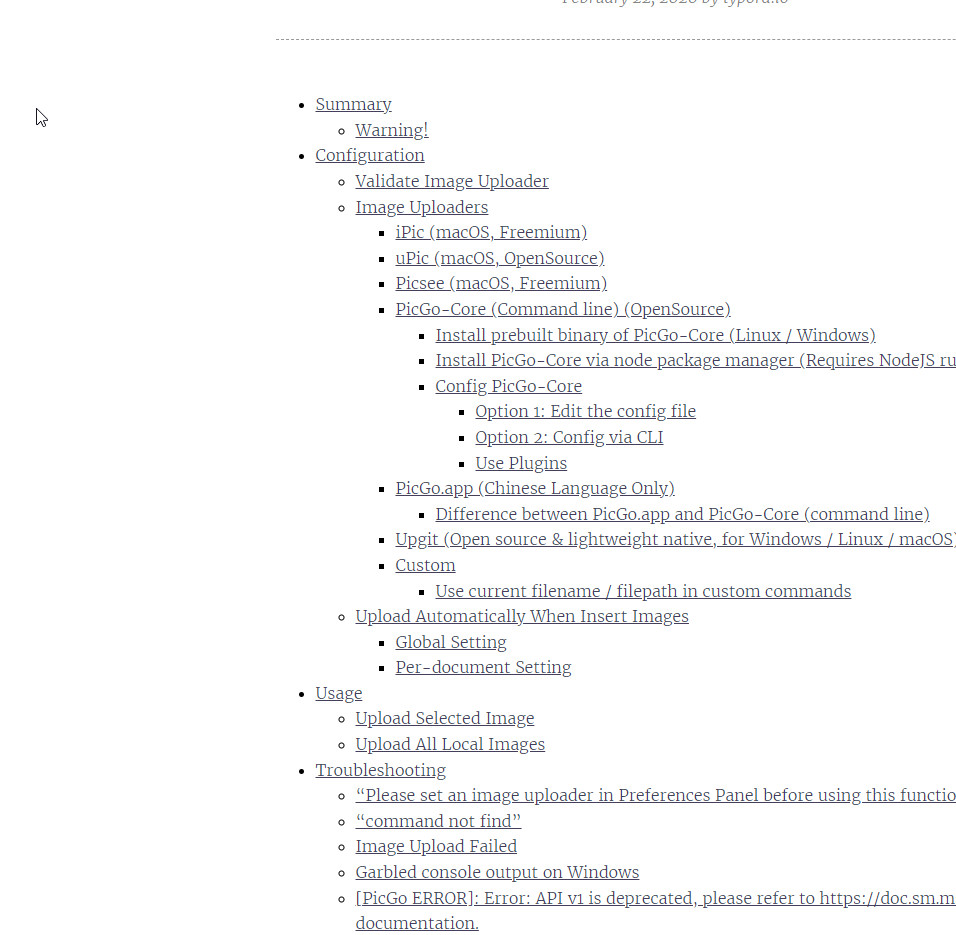 February 22, 2020 by typora.io
Summary
Warning!
Configuration
Validate Image Uploader
Image Uploaders
iPic (macOS, Freemium)
uPic (macOS, OpenSource)
Picsee (macOS, Freemium)
PicGo-Core (Command line) (OpenSource)
Install prebuilt binary of PicGo-Core (Linux / Windows)
Install PicGo-Core via node package manager (Requires NodeJS ru
Config PicGo-Core
Option 1: Edit the config file
Option 2: Config via CLI
Use Plugins
PicGo.app (Chinese Language Only)
Difference between PicGo.app and PicGo-Core (command line)
Upgit (Open source & lightweight native, for Windows / Linux / macOS)
Custom
Use current filename / filepath in custom commands
Upload Automatically When Insert Images
Global Setting
Per-document Setting
Usage
Upload Selected Image
Upload All Local Images
Troubleshooting
“Please set an image uploader in Preferences Panel before using this functio
“command not find”
Image Upload Failed
Garbled console output on Windows
[PicGo ERROR]: Error: API v1 is deprecated, please refer to https://doc.sm.m
documentation.